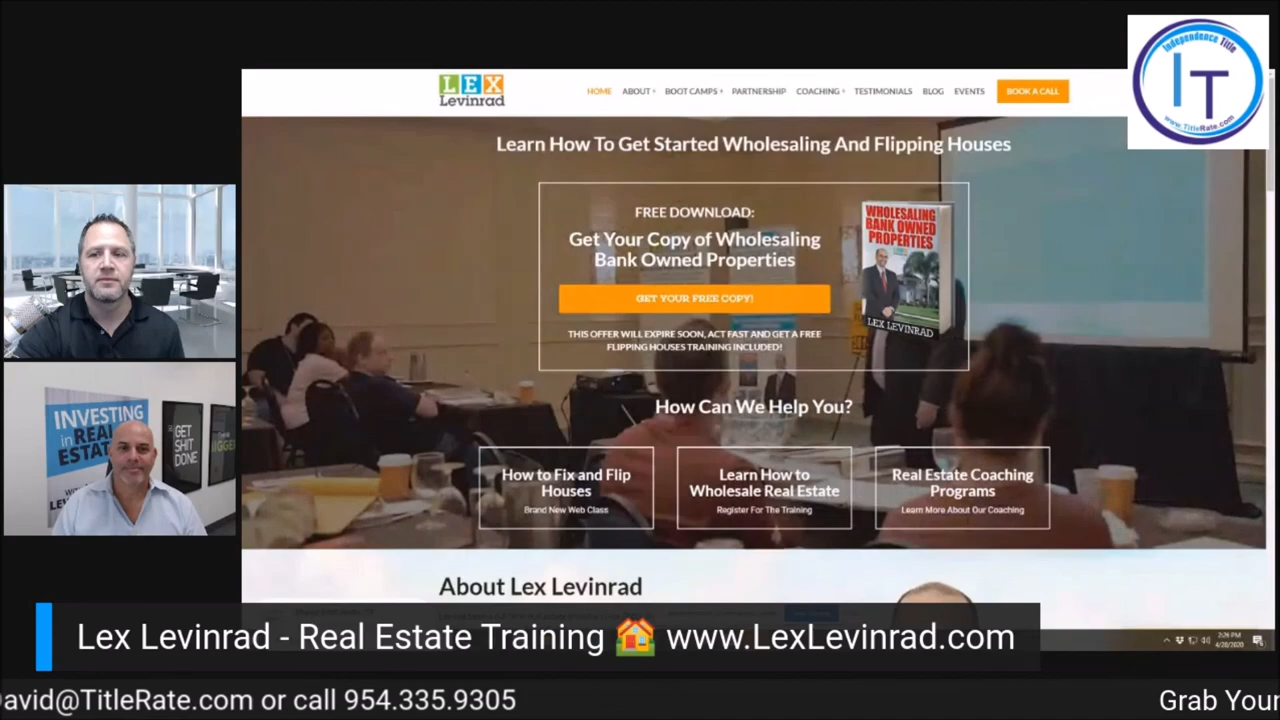 LEX
Levinrad
HOME ABOUT BOOT CAMPS PARTNERSHIP COACHING TESTIMONIALS BLOG EVENTS BOOK A CALL
Independence Title
IT
www.TitleRate.com
Learn How To Get Started Wholesaling And Flipping Houses
FREE DOWNLOAD:
Get Your Copy of Wholesaling
Bank Owned Properties
GET YOUR FREE COPY!
THIS OFFER WILL EXPIRE SOON, ACT FAST AND GET A FREE
FLIPPING HOUSES TRAINING INCLUDED!
WHOLESALING
BANK OWNED
PROPERTIES
LEX LEVINRAD
How Can We Help You?
How to Fix and Flip
Houses
Brand New Web Class
Learn How to
Wholesale Real Estate
Register For The Training
Real Estate Coaching
Programs
Learn More About Our Coaching
INVESTING
in REAL
ESTATE
GET
SHIT
DONE
About Lex Levinrad
3:26 PM
4/20/2020
Lex Levinrad - Real Estate Training 🏠 www.LexLevinrad.com
David@TitleRate.com or call 954.335.9305
Grab Your